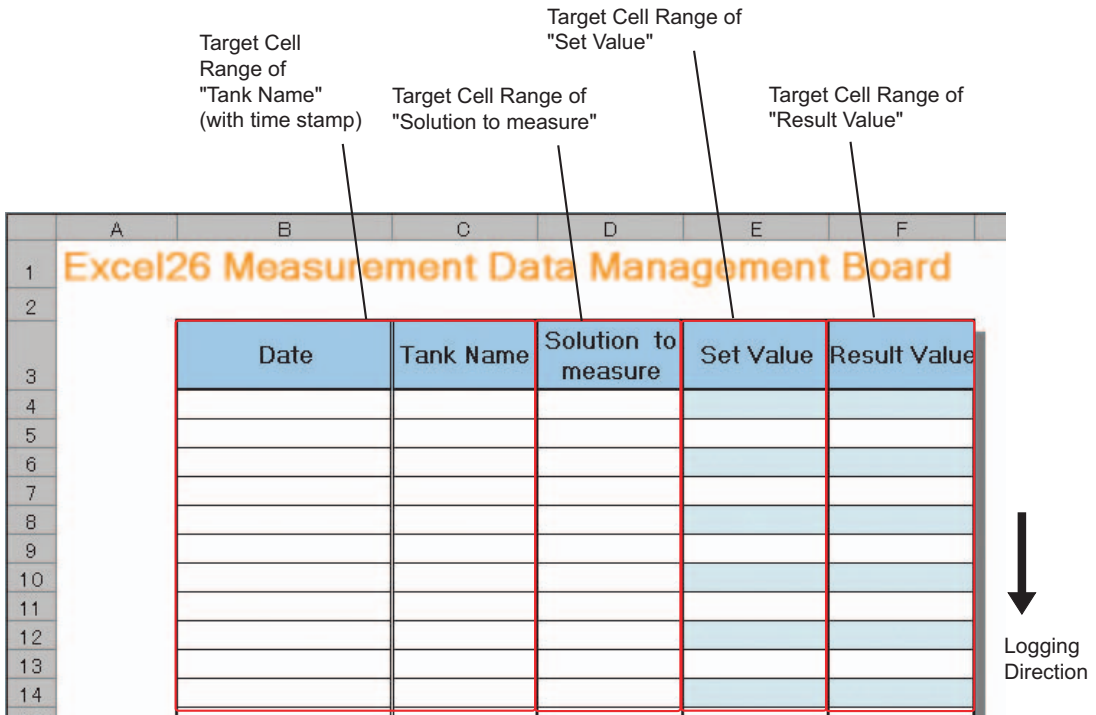 Target Cell Range of
"Set Value"
Target Cell
Range of
"Tank Name"
(with time stamp)
Target Cell Range of
"Solution to measure"
Target Cell Range of
"Result Value"
A B C D E F
1 Excel26 Measurement Data Management Board
2
3 Date Tank Name Solution to measure Set Value Result Value
4
5
6
7
8
9
10
11
12
13
14
Logging
Direction